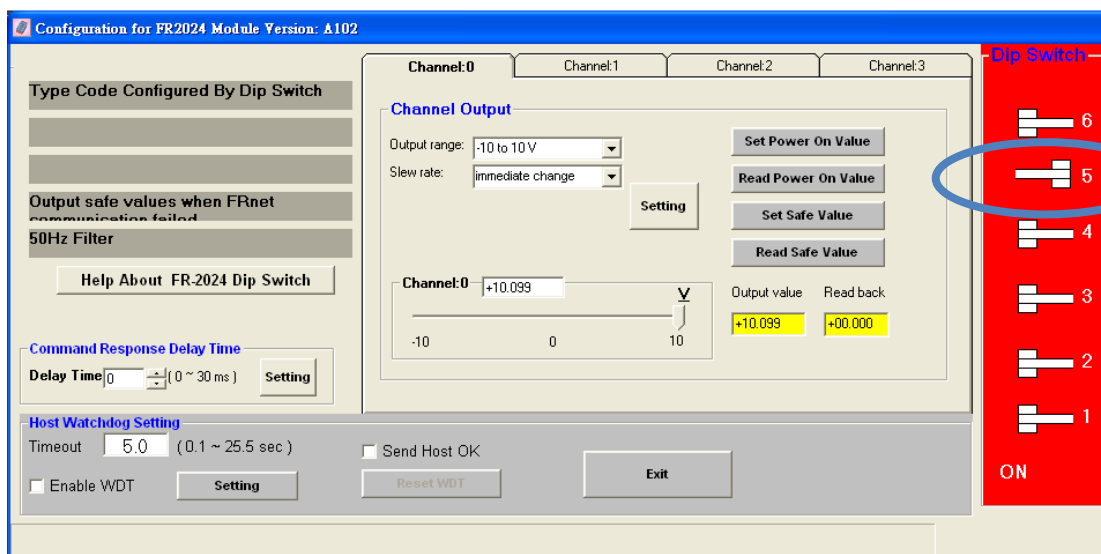 Configuration for FR2024 Module Version: A102
Type Code Configured By Dip Switch
Output safe values when FRnet
communication failed
50Hz Filter
Help About FR-2024 Dip Switch
Command Response Delay Time
Delay Time 0 ( 0 ~ 30 ms ) Setting
Channel:0 Channel:1 Channel:2 Channel:3
Channel Output
Output range: -10 to 10 V
Slew rate: immediate change
Setting
Set Power On Value
Read Power On Value
Set Safe Value
Read Safe Value
Channel:0 +10.099
V
-10 0 10
Output value Read back
+10.099 +00.000
Host Watchdog Setting
Timeout 5.0 ( 0.1 ~ 25.5 sec )
Enable WDT Setting
Send Host OK
Reset WDT
Exit
Dip Switch
6
5
4
3
2
1
ON